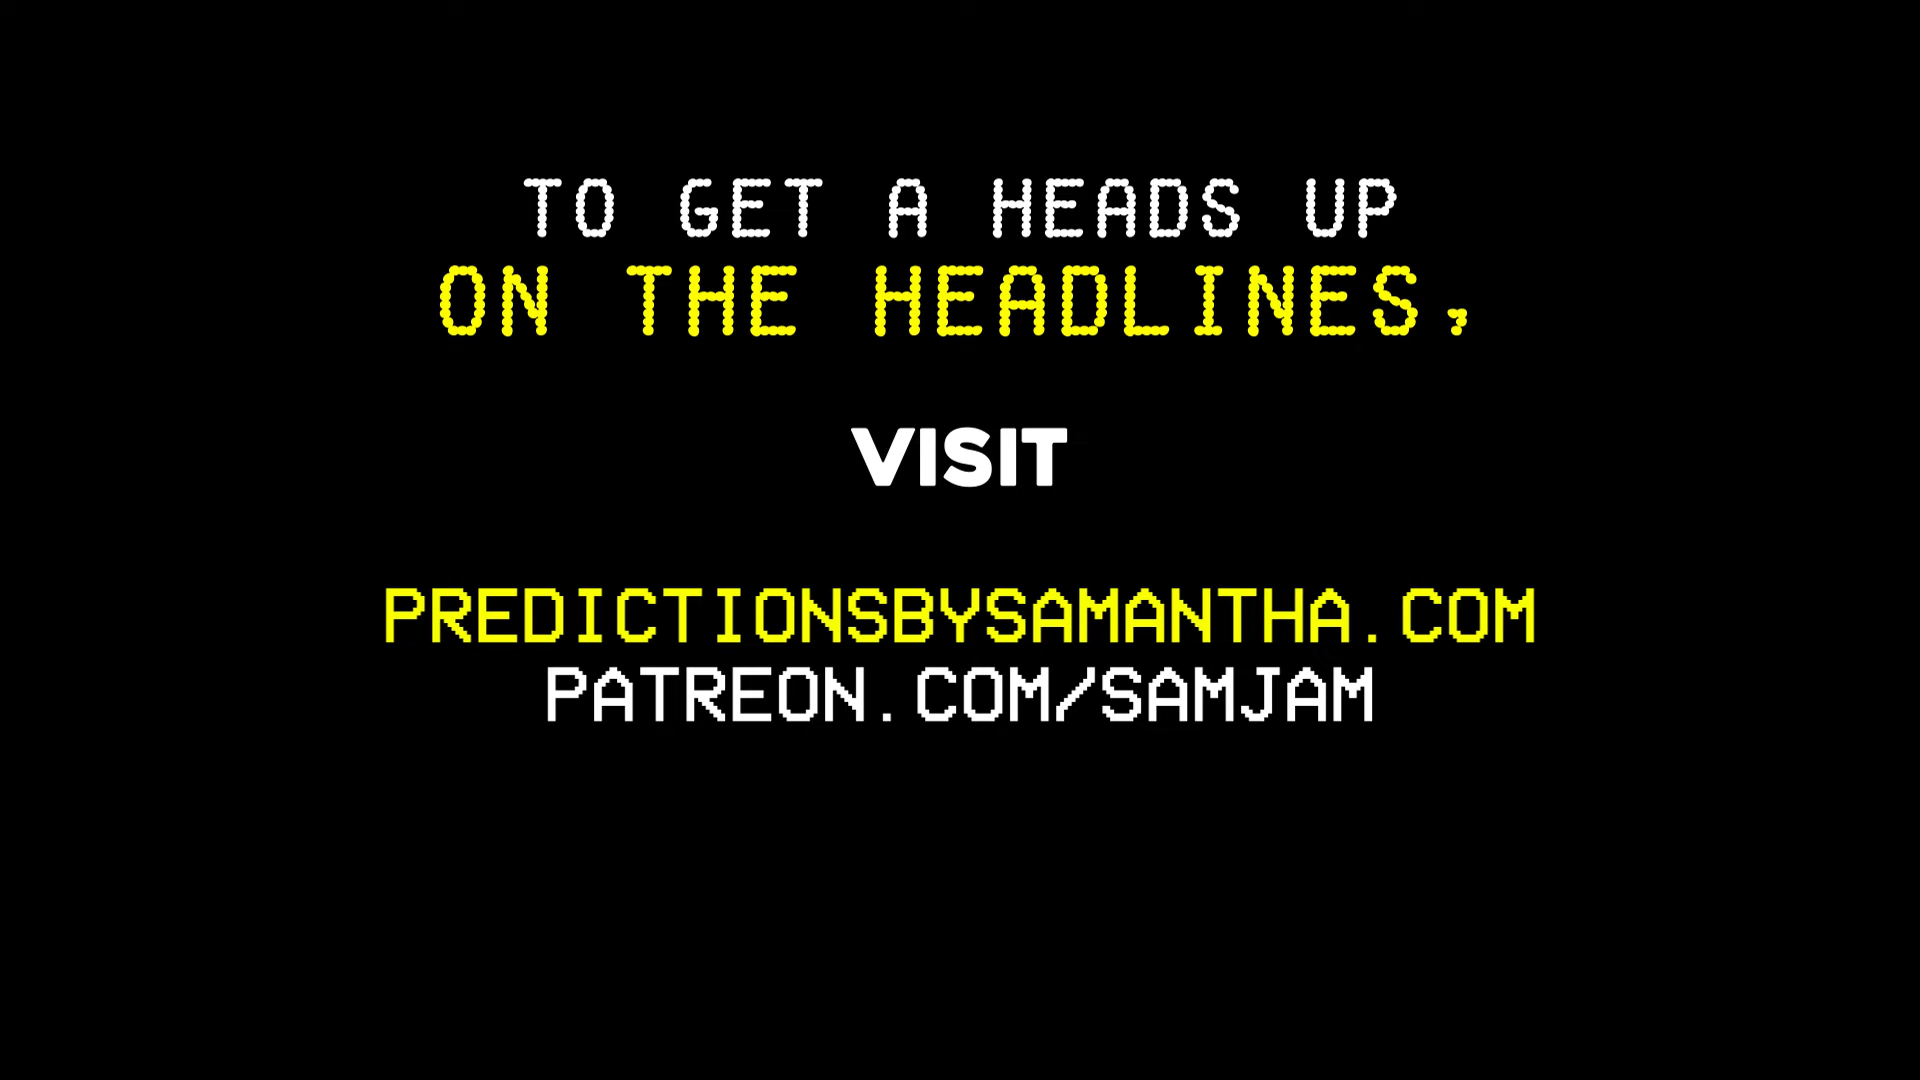 TO GET A HEADS UP
ON THE HEADLINES,
VISIT
PREDICTIONSBYSAMANTHA.COM
PATREON.COM/SAMJAM